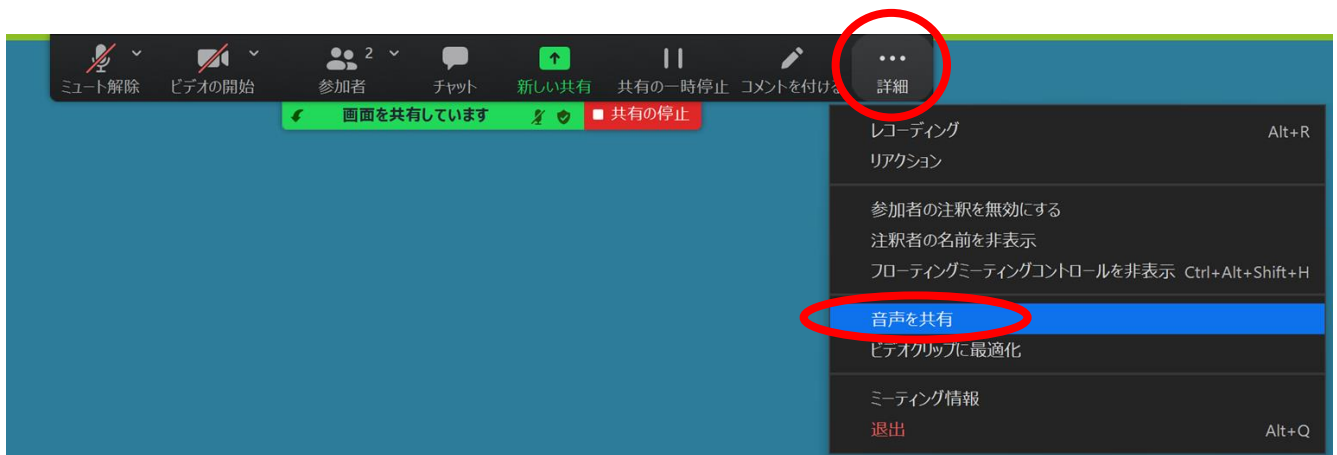 ミュート解除 ビデオの開始 参加者 2 チャット 新しい共有 共有の一時停止 コメントを付ける 詳細
画面を共有しています 共有の停止
レコーディング Alt+R
リアクション
参加者の注釈を無効にする
注釈者の名前を非表示
フローティングミーティングコントロールを非表示 Ctrl+Alt+Shift+H
音声を共有
ビデオクリップに最適化
ミーティング情報
退出 Alt+Q